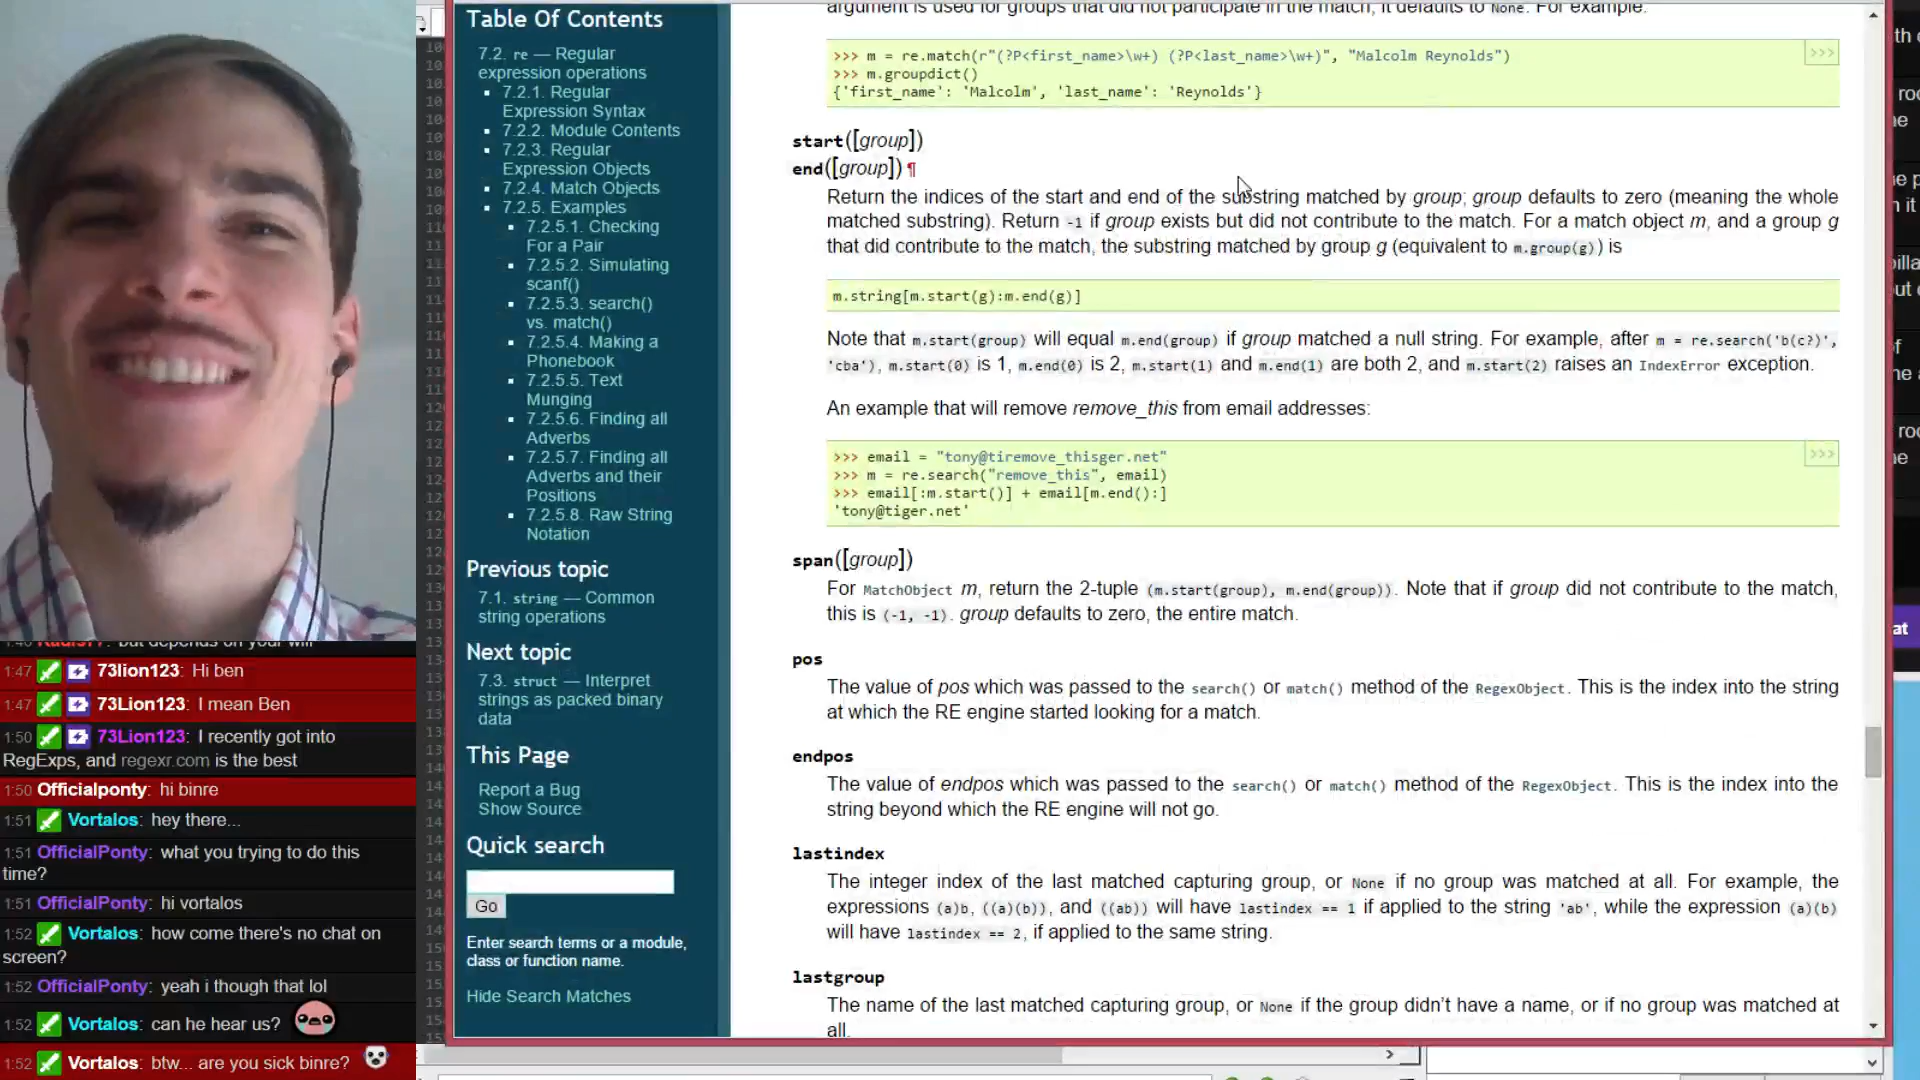 Table Of Contents
7.2. re — Regular
expression operations
7.2.1. Regular
Expression Syntax
7.2.2. Module Contents
7.2.3. Regular
Expression Objects
7.2.4. Match Objects
7.2.5. Examples
7.2.5.1. Checking
For a Pair
7.2.5.2. Simulating
scanf()
7.2.5.3. search()
vs. match()
7.2.5.4. Making a
Phonebook
7.2.5.5. Text
Munging
7.2.5.6. Finding all
Adverbs
7.2.5.7. Finding all
Adverbs and their
Positions
7.2.5.8. Raw String
Notation
Previous topic
7.1. string — Common
string operations
Next topic
7.3. struct — Interpret
strings as packed binary
data
This Page
Report a Bug
Show Source
Quick search
Go
Enter search terms or a module,
class or function name.
Hide Search Matches
argument is used for groups that did not participate in the match; it defaults to None. For example:
>>> m = re.match(r"(?P<first_name>\w+) (?P<last_name>\w+)", "Malcolm Reynolds")
>>> m.groupdict()
{'first_name': 'Malcolm', 'last_name': 'Reynolds'}
>>>
start([group])
end([group]) ¶
Return the indices of the start and end of the substring matched by group; group defaults to zero (meaning the whole
matched substring). Return -1 if group exists but did not contribute to the match. For a match object m, and a group g
that did contribute to the match, the substring matched by group g (equivalent to m.group(g)) is
m.string[m.start(g):m.end(g)]
Note that m.start(group) will equal m.end(group) if group matched a null string. For example, after m = re.search('b(c?)',
'cba'), m.start(0) is 1, m.end(0) is 2, m.start(1) and m.end(1) are both 2, and m.start(2) raises an IndexError exception.
An example that will remove remove_this from email addresses:
>>> email = "tony@tiremove_thisger.net"
>>> m = re.search("remove_this", email)
>>> email[:m.start()] + email[m.end():]
'tony@tiger.net'
>>>
span([group])
For MatchObject m, return the 2-tuple (m.start(group), m.end(group)). Note that if group did not contribute to the match,
this is (-1, -1). group defaults to zero, the entire match.
pos
The value of pos which was passed to the search() or match() method of the RegexObject. This is the index into the string
at which the RE engine started looking for a match.
endpos
The value of endpos which was passed to the search() or match() method of the RegexObject. This is the index into the
string beyond which the RE engine will not go.
lastindex
The integer index of the last matched capturing group, or None if no group was matched at all. For example, the
expressions (a)b, ((a)(b)), and ((ab)) will have lastindex == 1 if applied to the string 'ab', while the expression (a)(b)
will have lastindex == 2, if applied to the same string.
lastgroup
The name of the last matched capturing group, or None if the group didn't have a name, or if no group was matched at
all.
1:47 73lion123: Hi ben
1:47 73Lion123: I mean Ben
1:50 73Lion123: I recently got into
RegExps, and regexr.com is the best
1:50 Officialponty: hi binre
1:51 Vortalos: hey there...
1:51 OfficialPonty: what you trying to do this
time?
1:51 OfficialPonty: hi vortalos
1:52 Vortalos: how come there's no chat on
screen?
1:52 OfficialPonty: yeah i though that lol
1:52 Vortalos: can he hear us?
1:52 Vortalos: btw... are you sick binre?